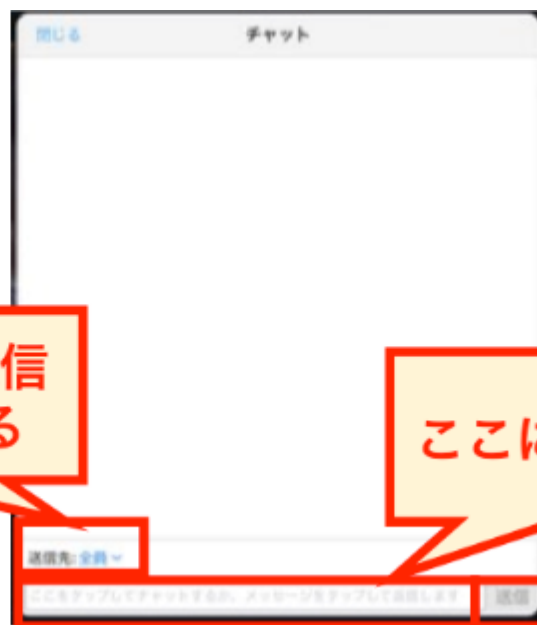 閉じる
チャット
信
る
ここに
送信先: 全員
ここをタップしてチャットするか、メッセージをタップして返信します
送信